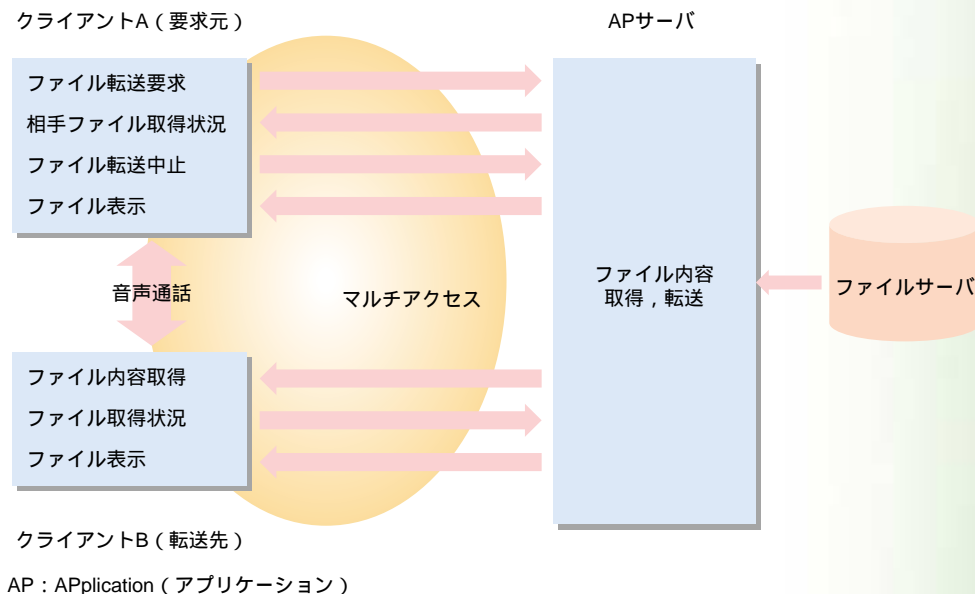 クライアントA（要求元）
APサーバ
ファイル転送要求
相手ファイル取得状況
ファイル転送中止
ファイル表示
音声通話
マルチアクセス
ファイル内容
取得，転送
ファイルサーバ
ファイル内容取得
ファイル取得状況
ファイル表示
クライアントB（転送先）
AP：APplication（アプリケーション）